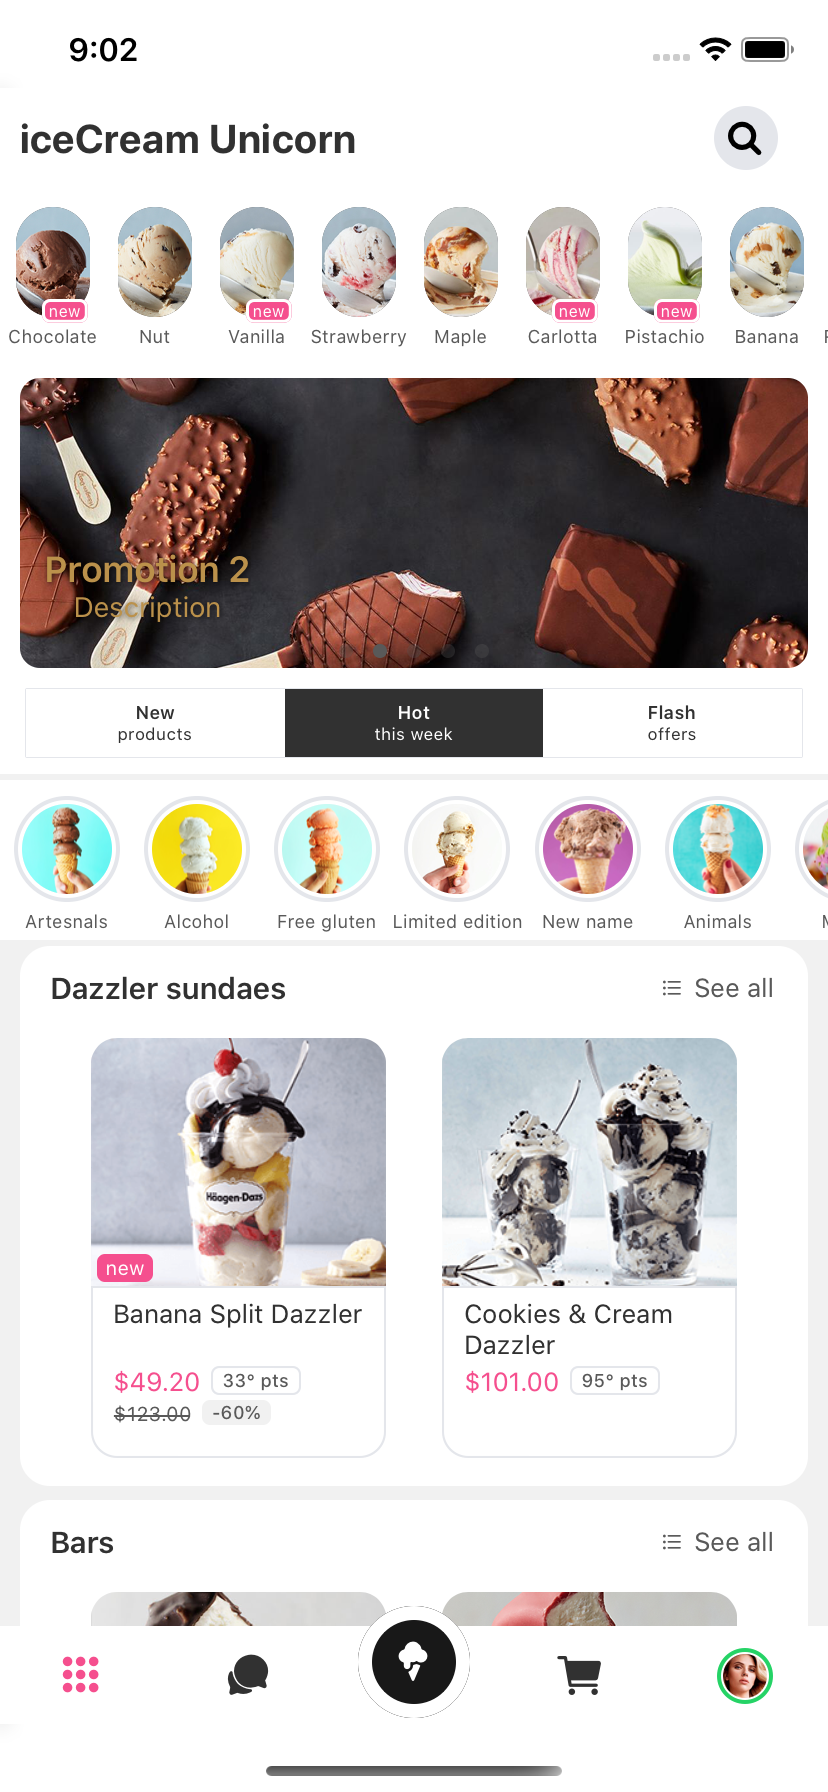 9:02
iceCream Unicorn
new
new
new
new
Chocolate
Nut
Vanilla
Strawberry
Maple
Carlotta
Pistachio
Banana
Promotion 2
Description
New
products
Hot
this week
Flash
offers
Artesnals
Alcohol
Free gluten
Limited edition
New name
Animals
Dazzler sundaes
See all
Häagen-Dazs
new
Banana Split Dazzler
$49.20 33° pts
$123.00 -60%
Cookies & Cream
Dazzler
$101.00 95° pts
Bars
See all